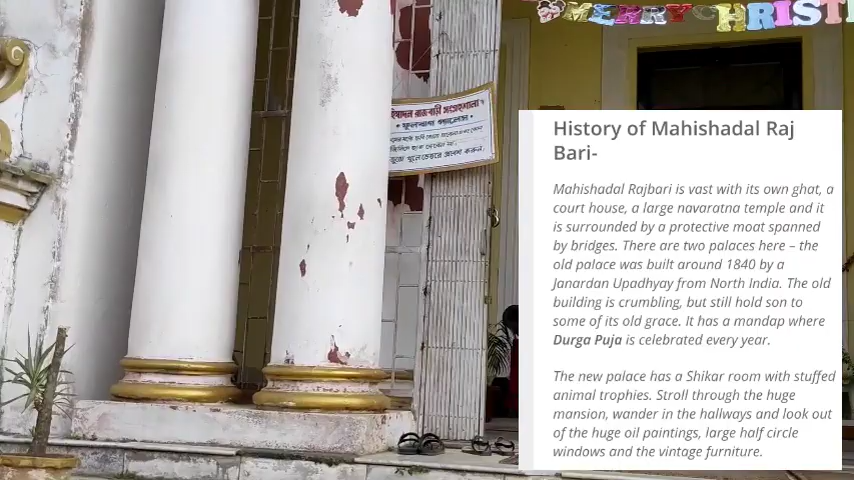 MERRY CHRIST
রাজবাড়ী সংগ্রহশালা
History of Mahishadal Raj
Bari-
Mahishadal Rajbari is vast with its own ghat, a
court house, a large navaratna temple and it
is surrounded by a protective moat spanned
by bridges. There are two palaces here – the
old palace was built around 1840 by a
Janardan Upadhyay from North India. The old
building is crumbling, but still hold son to
some of its old grace. It has a mandap where
Durga Puja is celebrated every year.
The new palace has a Shikar room with stuffed
animal trophies. Stroll through the huge
mansion, wander in the hallways and look out
of the huge oil paintings, large half circle
windows and the vintage furniture.